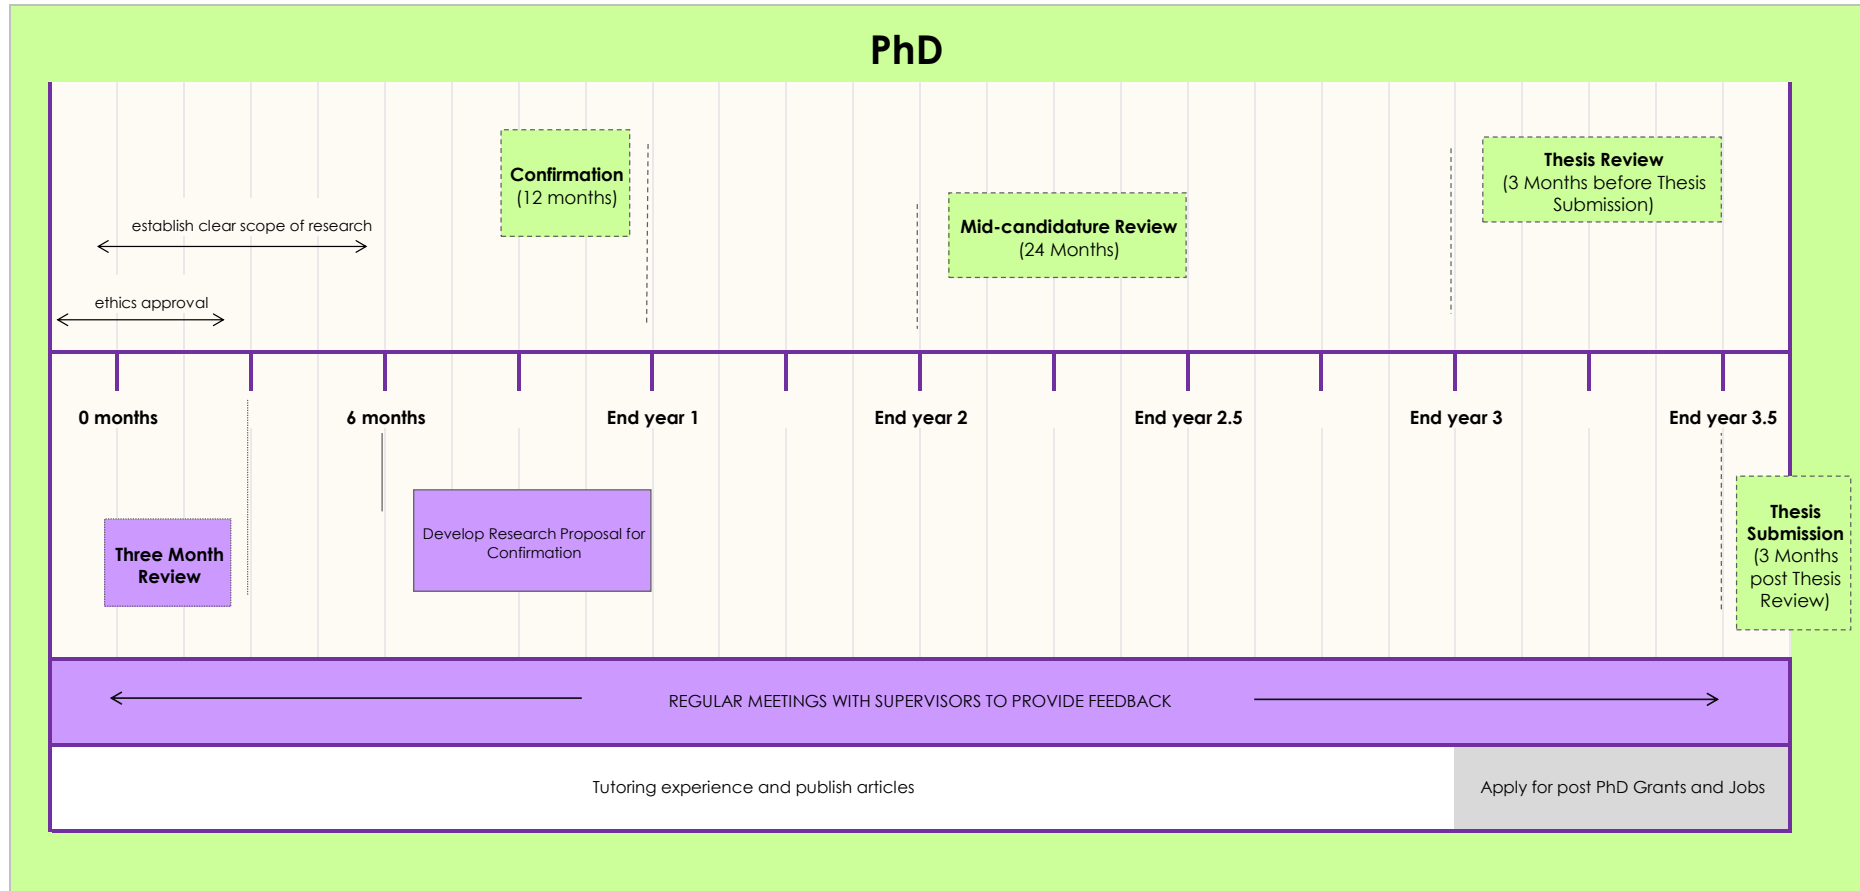 PhD
Confirmation
(12 months)
Thesis Review
(3 Months before Thesis
Submission)
establish clear scope of research
Mid-candidature Review
(24 Months)
ethics approval
0 months
6 months
End year 1
End year 2
End year 2.5
End year 3
End year 3.5
Three Month
Review
Develop Research Proposal for
Confirmation
Thesis
Submission
(3 Months
post Thesis
Review)
REGULAR MEETINGS WITH SUPERVISORS TO PROVIDE FEEDBACK
Tutoring experience and publish articles
Apply for post PhD Grants and Jobs